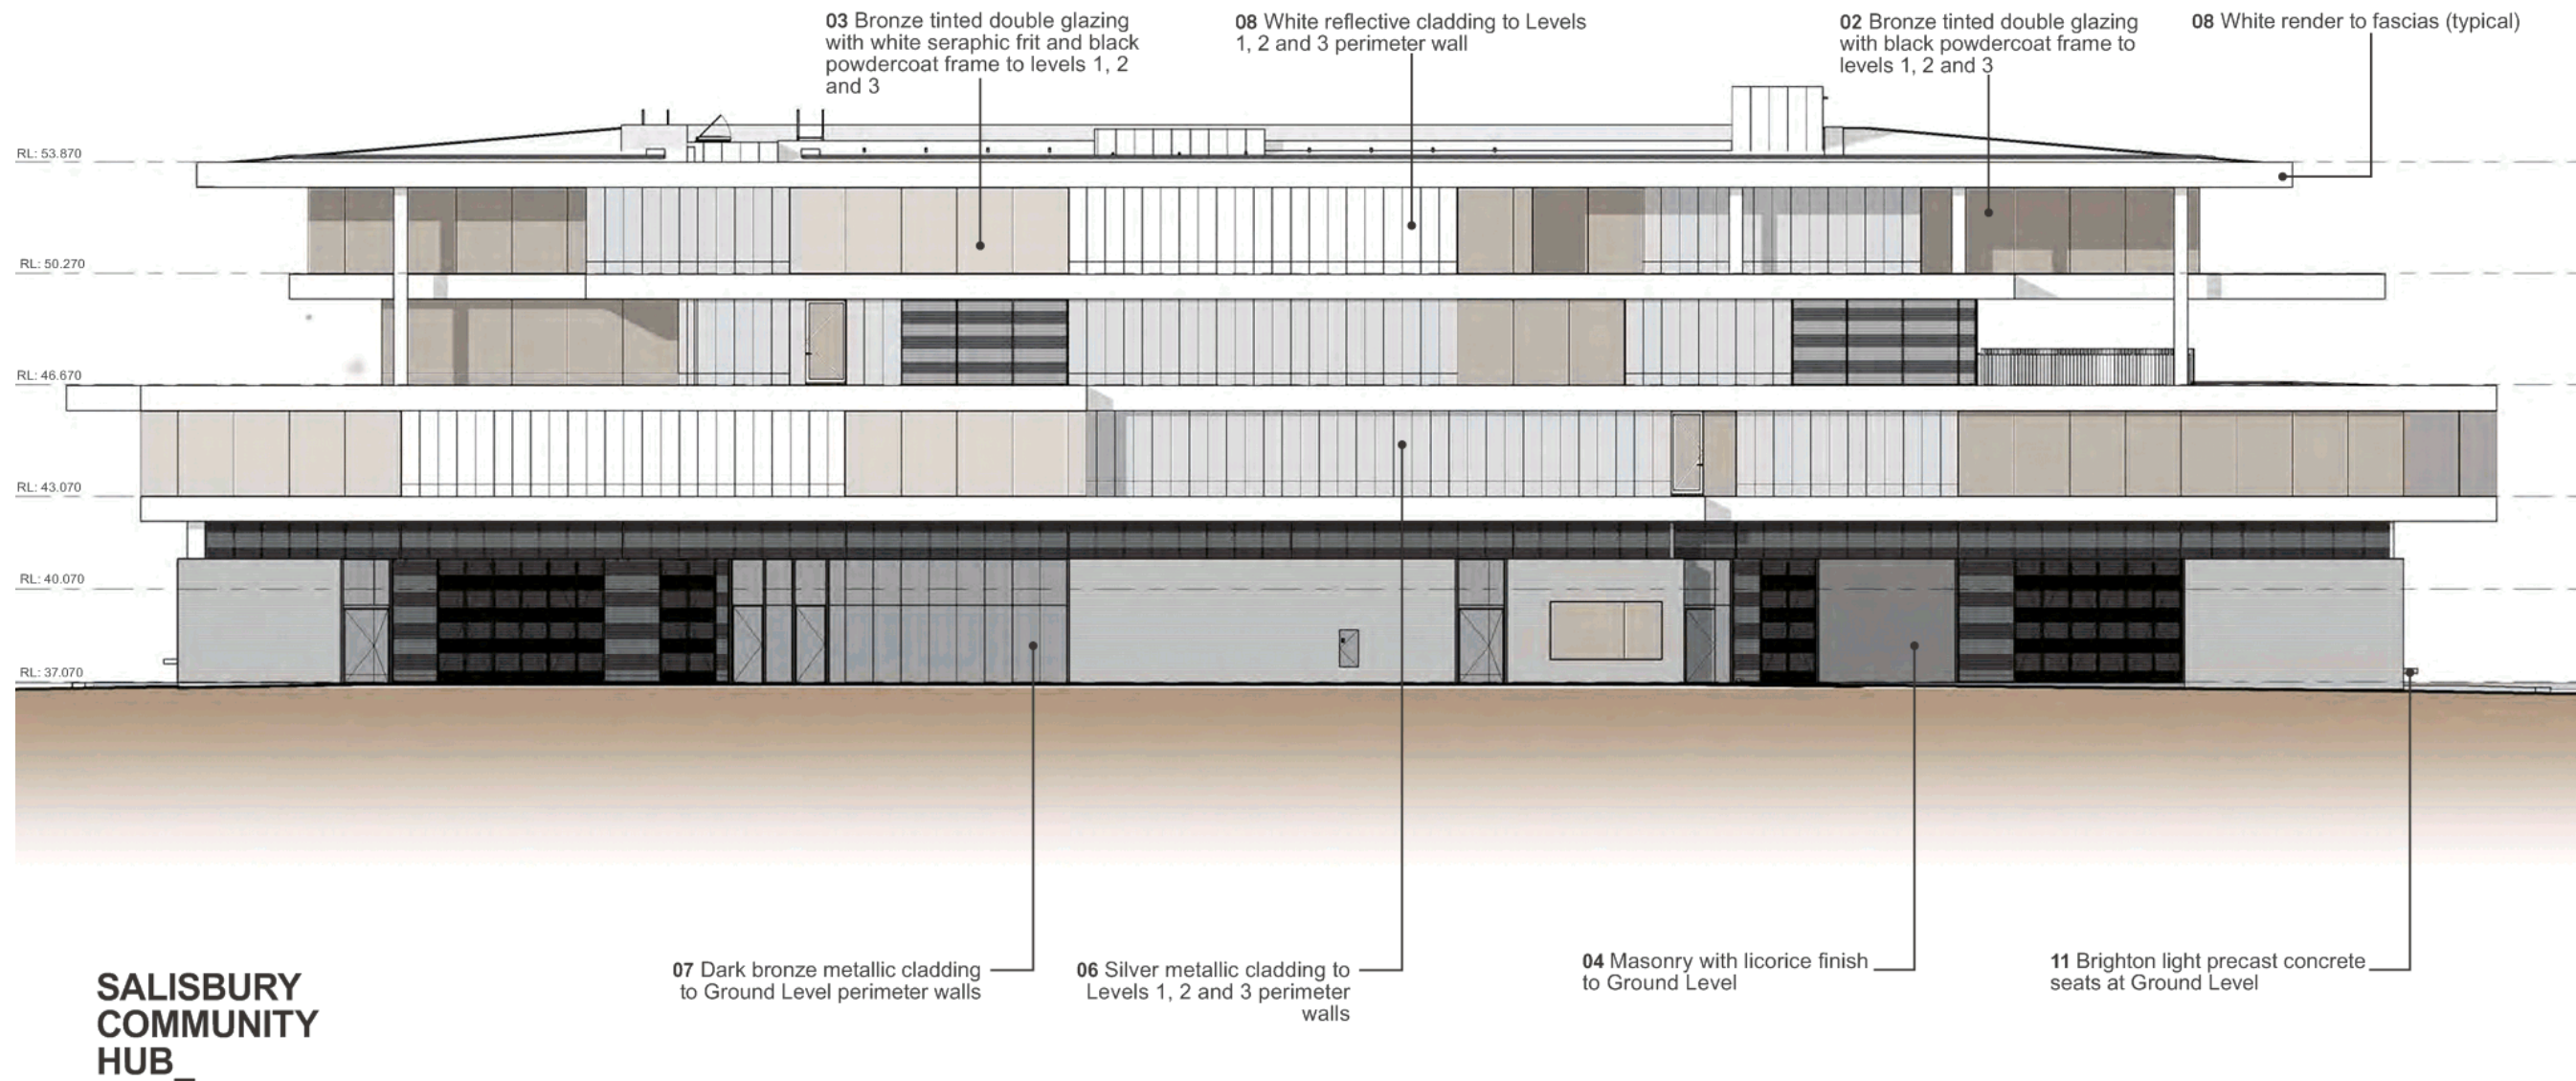 03 Bronze tinted double glazing
with white seraphic frit and black
powdercoat frame to levels 1, 2
and 3
08 White reflective cladding to Levels
1, 2 and 3 perimeter wall
02 Bronze tinted double glazing
with black powdercoat frame to
levels 1, 2 and 3
08 White render to fascias (typical)
RL: 53.870
RL: 50.270
RL: 46.670
RL: 43.070
RL: 40.070
RL: 37.070
07 Dark bronze metallic cladding
to Ground Level perimeter walls
06 Silver metallic cladding to
Levels 1, 2 and 3 perimeter
walls
04 Masonry with licorice finish
to Ground Level
11 Brighton light precast concrete
seats at Ground Level
SALISBURY
COMMUNITY
HUB_